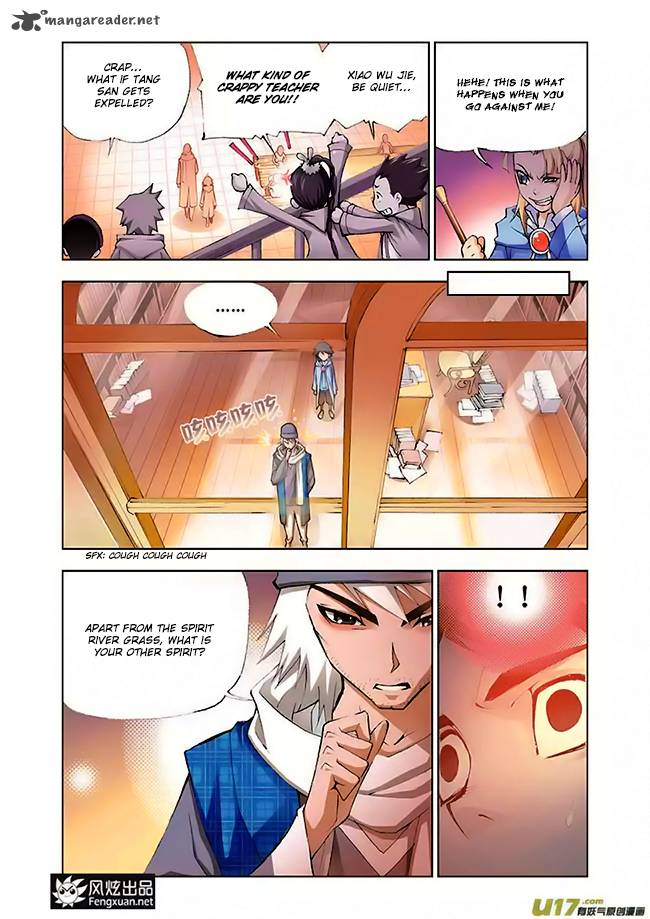 mangareader.net
CRAP...
WHAT IF TANG
SAN GETS
EXPELLED?
WHAT KIND OF
CRAPPY TEACHER
ARE YOU!!
XIAO WU JIE,
BE QUIET...
HEHE! THIS IS WHAT
HAPPENS WHEN YOU
GO AGAINST ME!
......
咳咳咳咳
SFX: COUGH COUGH COUGH
APART FROM THE SPIRIT
RIVER GRASS, WHAT IS
YOUR OTHER SPIRIT?
!!
风炫出品
Fengxuan.net
U17.com
有妖气原创漫画